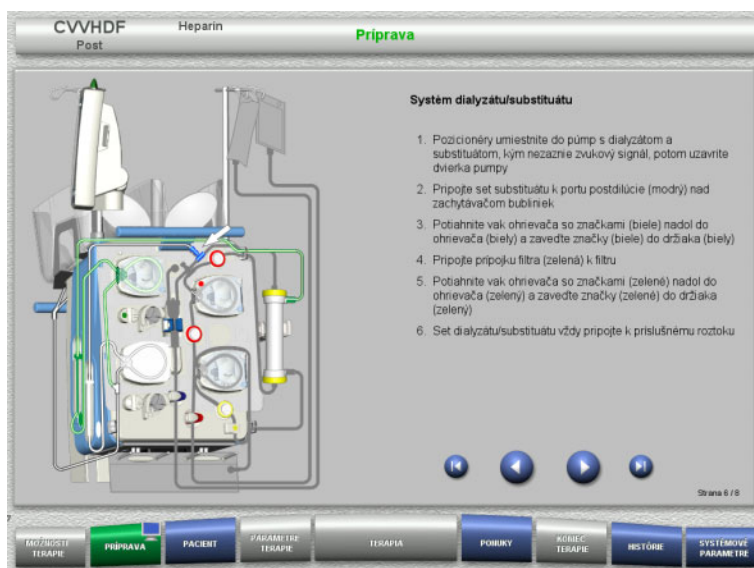 CVVHDF
Heparin
Príprava
Post
Systém dialyzátu/substituátu
1. Pozicionéry umiestnite do púmp s dialyzátom a
substituátom, kým nezaznie zvukový signál, potom uzavrite
dvierka pumpy
2. Pripojte set substituátu k portu postdilúcie (modrý) nad
zachytávačom bubliniek
3. Potiahnite vak ohrievača so značkami (biele) nadol do
ohrievača (biely) a zaveďte značky (biele) do držiaka (biely)
4. Pripojte prípojku filtra (zelená) k filtru
5. Potiahnite vak ohrievača so značkami (zelené) nadol do
ohrievača (zelený) a zaveďte značky (zelené) do držiaka
(zelený)
6. Set dialyzátu/substituátu vždy pripojte k príslušnému roztoku
Strana 6 / 8
7
MOŽNOSTI
TERAPIE
PRÍPRAVA
PACIENT
PARAMETRE
TERAPIE
TERAPIA
PONUKY
KONIEC
TERAPIE
HISTÓRIE
SYSTÉMOVÉ
PARAMETRE